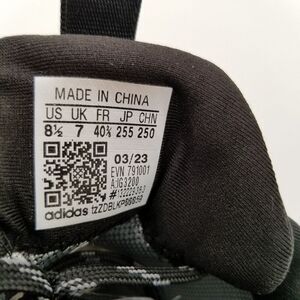 MADE IN CHINA
US UK FR JP CHN
8½ 7 40⅔ 255 250
03/23
EVN 791001
adidas